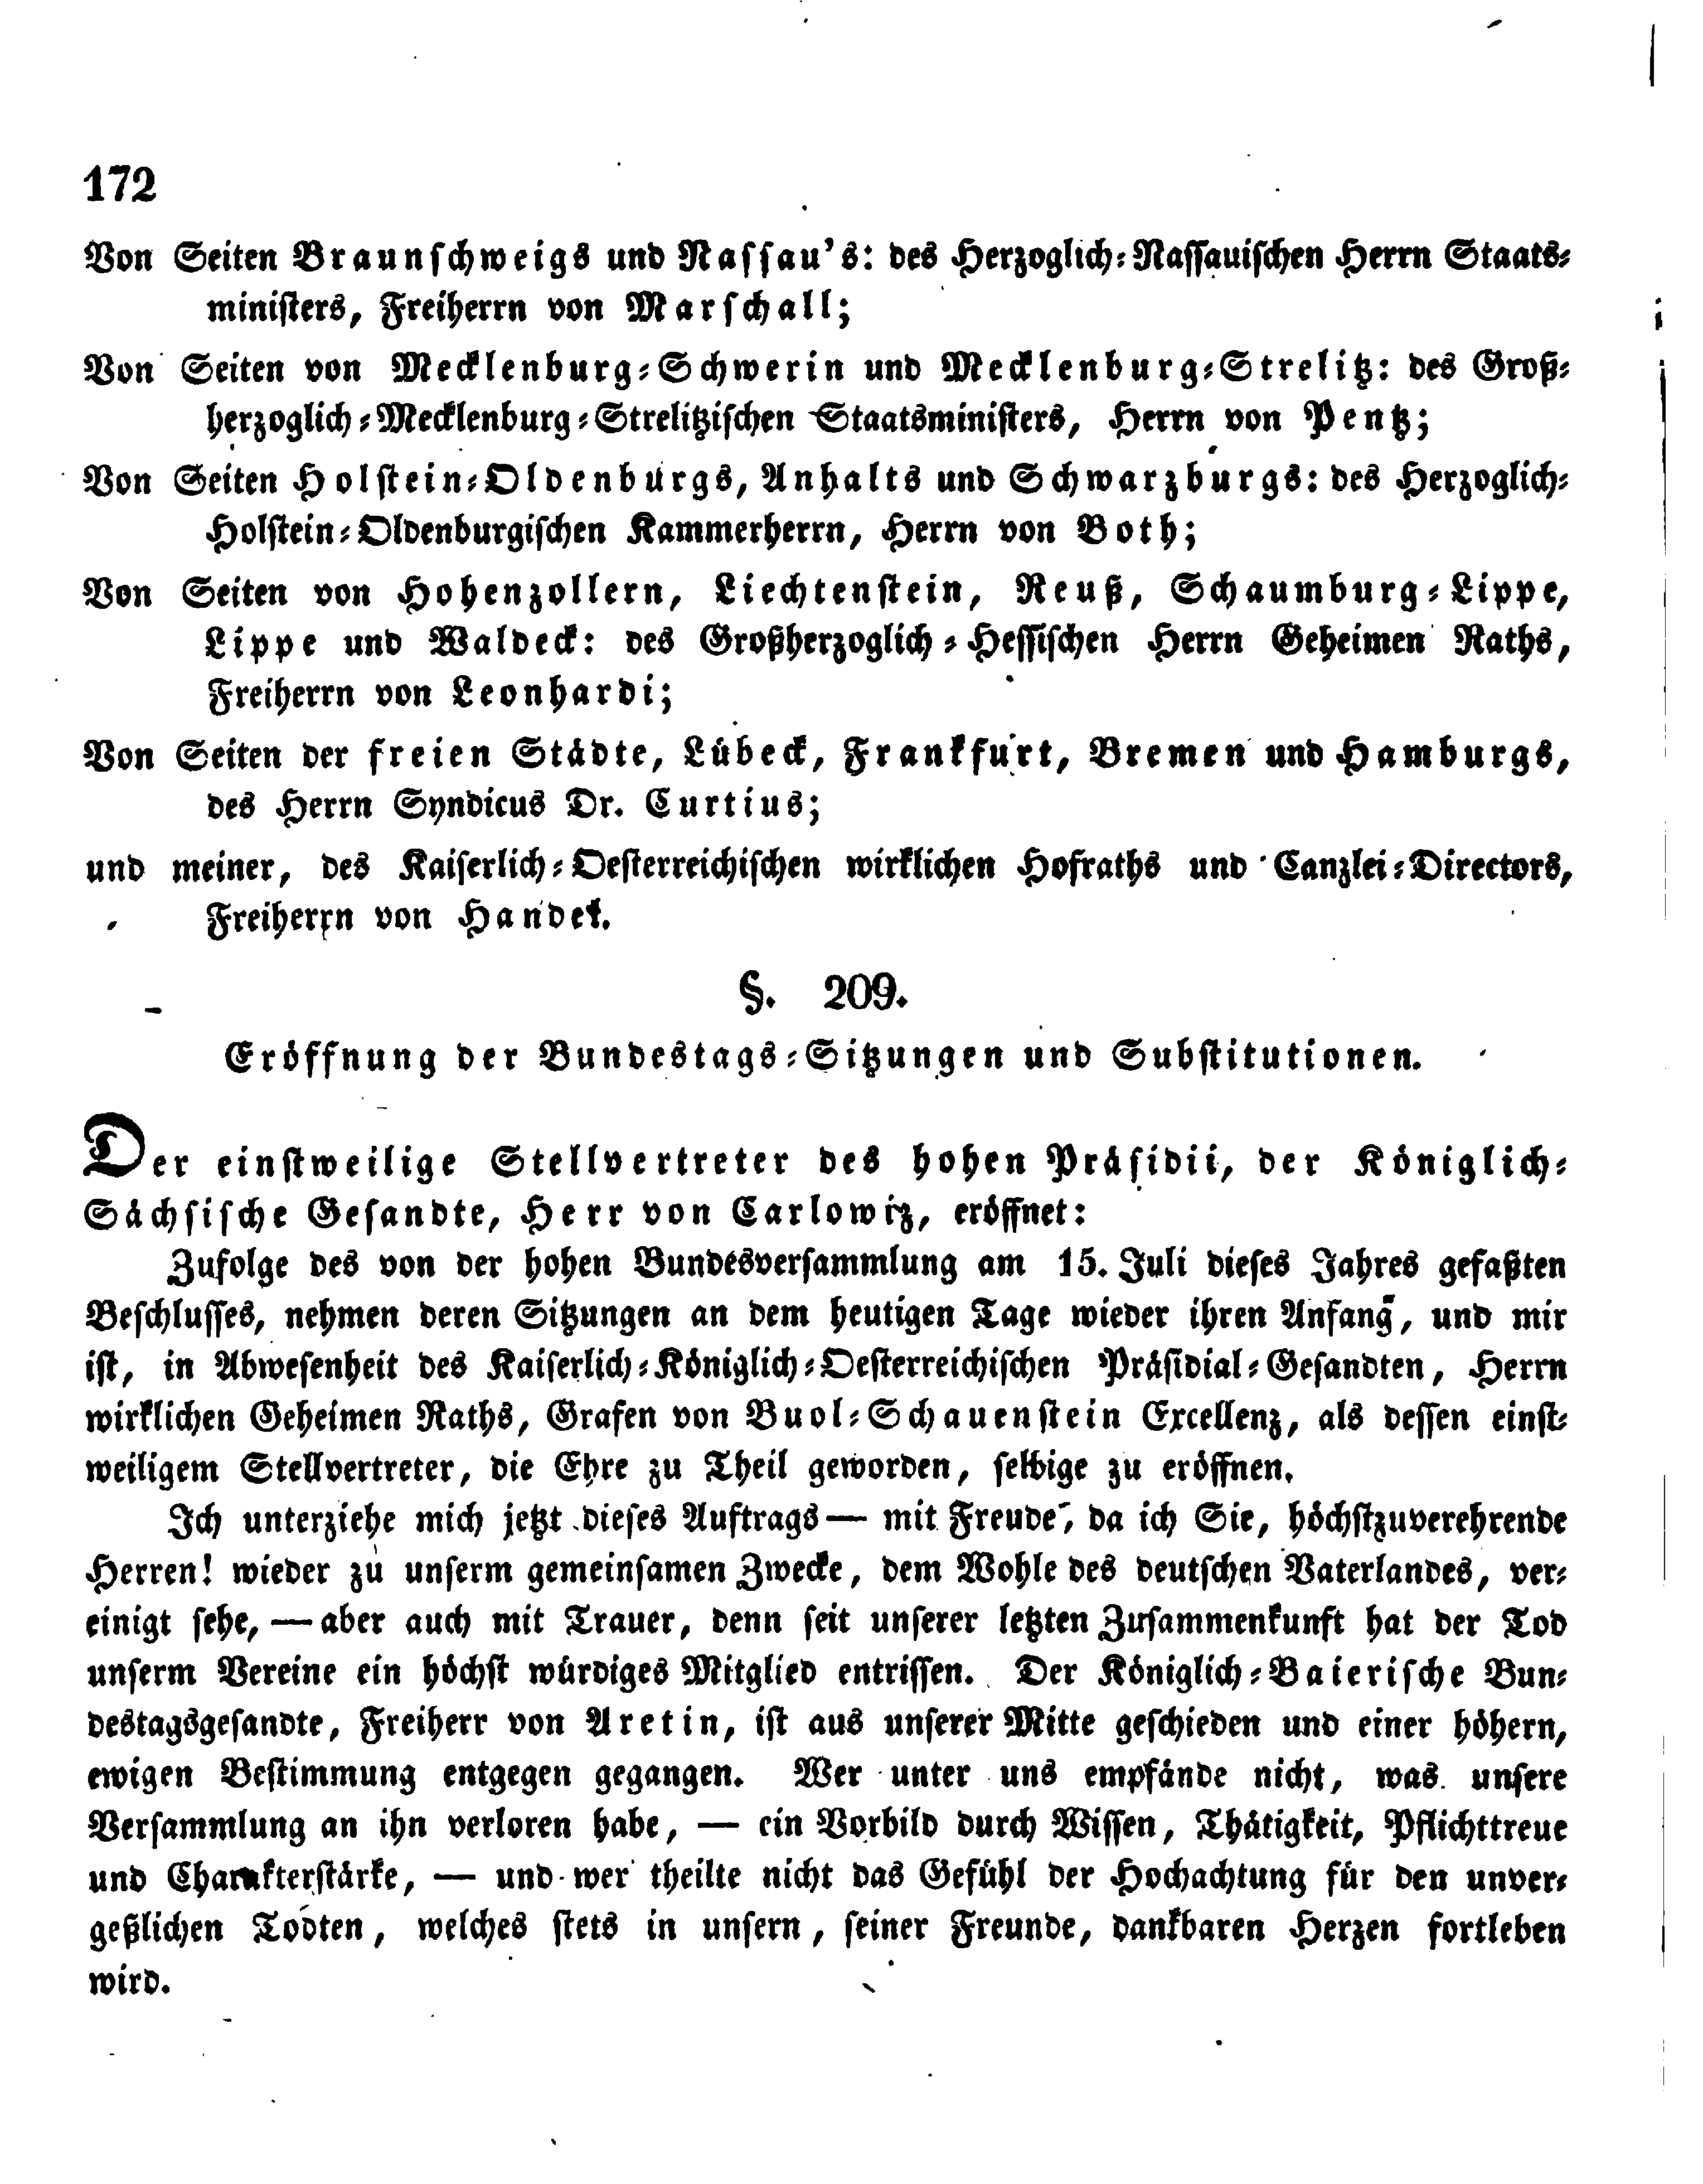 172
Von Seiten Braunschweigs und Nassau's: des Herzoglich-Nassauischen Herrn Staats-
ministers, Freiherrn von Marschall;
Von Seiten von Mecklenburg-Schwerin und Mecklenburg-Strelitz: des Groß-
herzoglich-Mecklenburg-Strelitzischen Staatsministers, Herrn von Pentz;
Von Seiten Holstein-Oldenburgs, Anhalts und Schwarzburgs: des Herzoglich-
Holstein-Oldenburgischen Kammerherrn, Herrn von Both;
Von Seiten von Hohenzollern, Liechtenstein, Reuß, Schaumburg-Lippe,
Lippe und Waldeck: des Großherzoglich-Hessischen Herrn Geheimen Raths,
Freiherrn von Leonhardi;
Von Seiten der freien Städte, Lübeck, Frankfurt, Bremen und Hamburgs,
des Herrn Syndicus Dr. Curtius;
und meiner, des Kaiserlich-Oesterreichischen wirklichen Hofraths und Canzlei-Directors,
Freiherrn von Handel.
§. 209.
Eröffnung der Bundestags-Sitzungen und Substitutionen.
Der einstweilige Stellvertreter des hohen Präsidii, der Königlich-
Sächsische Gesandte, Herr von Carlowiz, eröffnet:
Zufolge des von der hohen Bundesversammlung am 15. Juli dieses Jahres gefaßten
Beschlusses, nehmen deren Sitzungen an dem heutigen Tage wieder ihren Anfang, und mir
ist, in Abwesenheit des Kaiserlich-Königlich-Oesterreichischen Präsidial-Gesandten, Herrn
wirklichen Geheimen Raths, Grafen von Buol-Schauenstein Excellenz, als dessen einst-
weiligem Stellvertreter, die Ehre zu Theil geworden, selbige zu eröffnen.
Ich unterziehe mich jetzt dieses Auftrags — mit Freude, da ich Sie, höchstzuverehrende
Herren! wieder zu unserm gemeinsamen Zwecke, dem Wohle des deutschen Vaterlandes, ver-
einigt sehe, — aber auch mit Trauer, denn seit unserer letzten Zusammenkunft hat der Tod
unserm Vereine ein höchst würdiges Mitglied entrissen. Der Königlich-Baierische Bun-
destagsgesandte, Freiherr von Aretin, ist aus unserer Mitte geschieden und einer höhern,
ewigen Bestimmung entgegen gegangen. Wer unter uns empfände nicht, was unsere
Versammlung an ihn verloren habe, — ein Vorbild durch Wissen, Thätigkeit, Pflichttreue
und Charakterstärke, — und wer theilte nicht das Gefühl der Hochachtung für den unver-
geßlichen Todten, welches stets in unsern, seiner Freunde, dankbaren Herzen fortleben
wird.